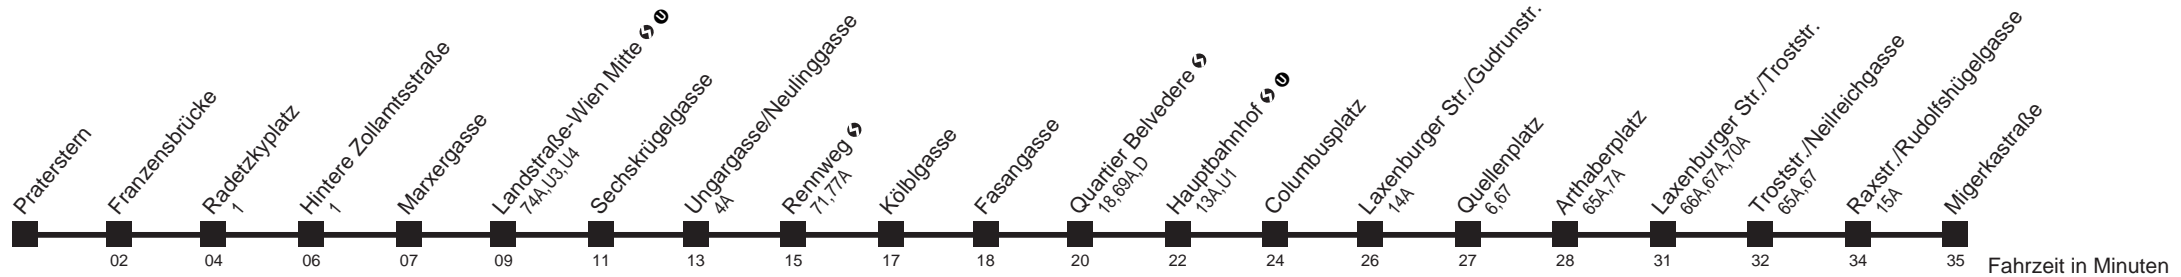 Praterstern
Franzensbrücke
02
Radetzkyplatz
1
04
Hintere Zollamtsstraße
1
06
Marxergasse
07
Landstraße-Wien Mitte S U
74A,U3,U4
09
Sechskrügelgasse
11
Ungargasse/Neulinggasse
4A
13
Rennweg S
71,77A
15
Kölblgasse
17
Fasangasse
18
Quartier Belvedere S
18,69A,D
20
Hauptbahnhof S U
13A,U1
22
Columbusplatz
24
Laxenburger Str./Gudrunstr.
14A
26
Quellenplatz
6,67
27
Arthaberplatz
65A,7A
28
Laxenburger Str./Troststr.
66A,67A,70A
31
Troststr./Neilreichgasse
65A,67
32
Raxstr./Rudolfshügelgasse
15A
34
Migerkastraße
35
Fahrzeit in Minuten